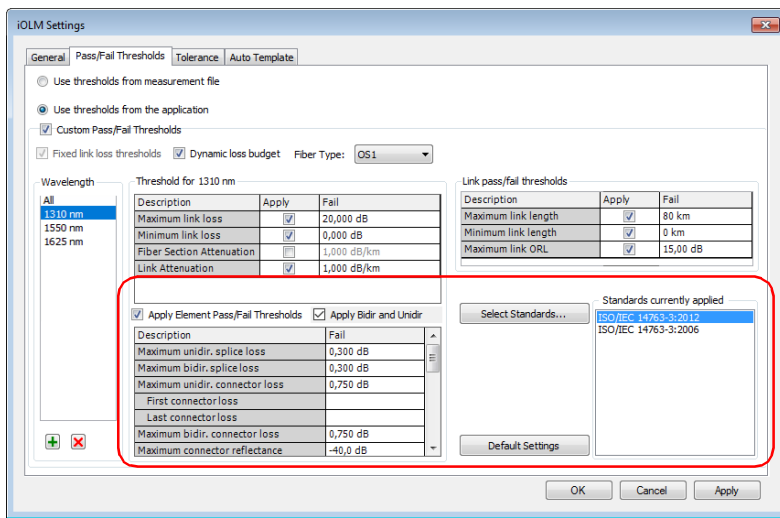 iOLM Settings
General Pass/Fail Thresholds Tolerance Auto Template
Use thresholds from measurement file
Use thresholds from the application
Custom Pass/Fail Thresholds
Fixed link loss thresholds Dynamic loss budget Fiber Type: OS1
Wavelength
All
1310 nm
1550 nm
1625 nm
Threshold for 1310 nm
Description Apply Fail
Maximum link loss 20,000 dB
Minimum link loss 0,000 dB
Fiber Section Attenuation 1,000 dB/km
Link Attenuation 1,000 dB/km
Link pass/fail thresholds
Description Apply Fail
Maximum link length 80 km
Minimum link length 0 km
Maximum link ORL 15,00 dB
Apply Element Pass/Fail Thresholds Apply Bidir and Unidir
Description Fail
Maximum unidir. splice loss 0,300 dB
Maximum bidir. splice loss 0,300 dB
Maximum unidir. connector loss 0,750 dB
First connector loss
Last connector loss
Maximum bidir. connector loss 0,750 dB
Maximum connector reflectance -40,0 dB
Select Standards...
Default Settings
Standards currently applied
ISO/IEC 14763-3:2012
ISO/IEC 14763-3:2006
OK Cancel Apply